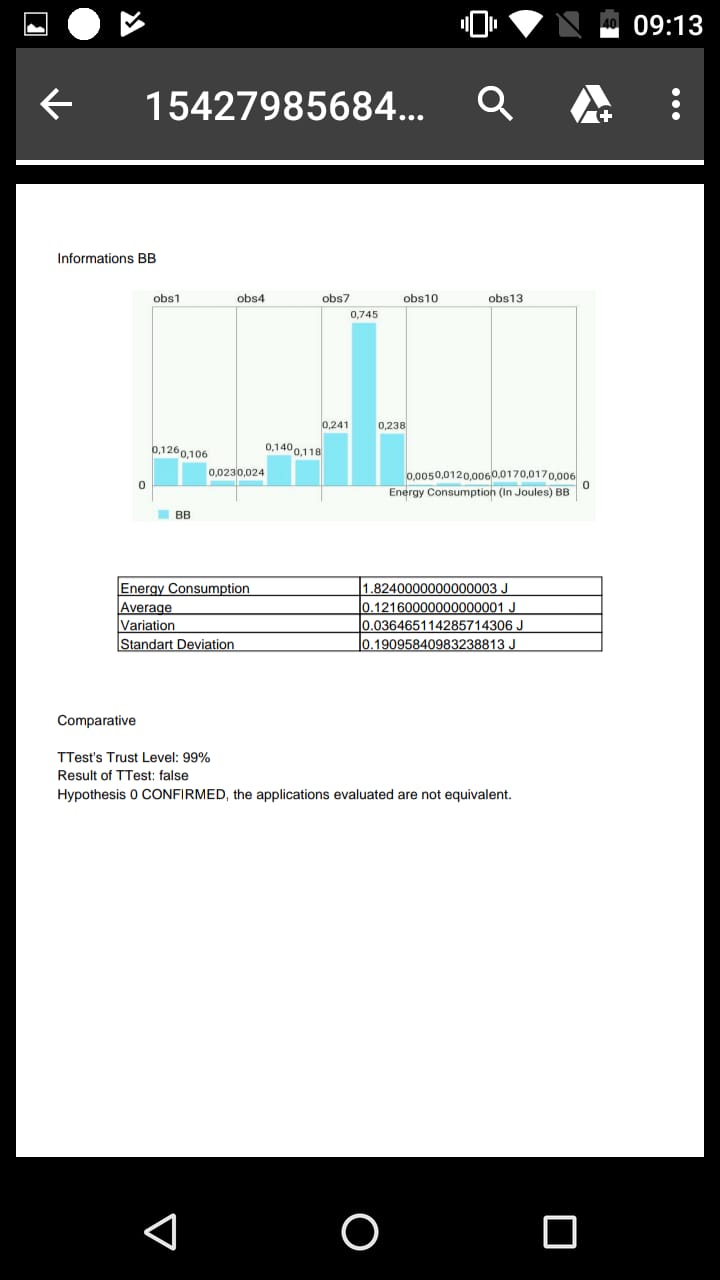 40 09:13
15427985684...
Informations BB
obs1 obs4 obs7 obs10 obs13
0,745
0,241 0,238
0,126 0,106 0,140 0,118
0,023 0,024 0,005 0,012 0,006 0,017 0,017 0,006
0 0
Energy Consumption (In Joules) BB
BB
Energy Consumption 1.8240000000000003 J
Average 0.12160000000000001 J
Variation 0.036465114285714306 J
Standart Deviation 0.19095840983238813 J
Comparative
TTest's Trust Level: 99%
Result of TTest: false
Hypothesis 0 CONFIRMED, the applications evaluated are not equivalent.